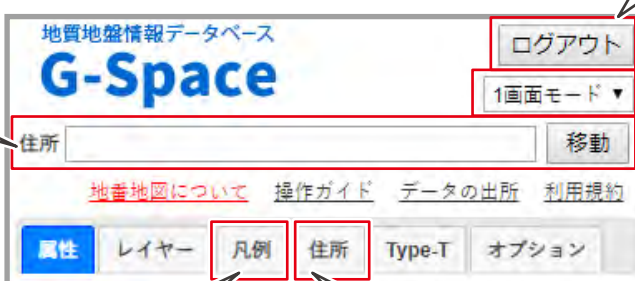 地質地盤情報データベース
G-Space
ログアウト
1画面モード ▼
住所
移動
地番地図について 操作ガイド データの出所 利用規約
属性 レイヤー 凡例 住所 Type-T オプション